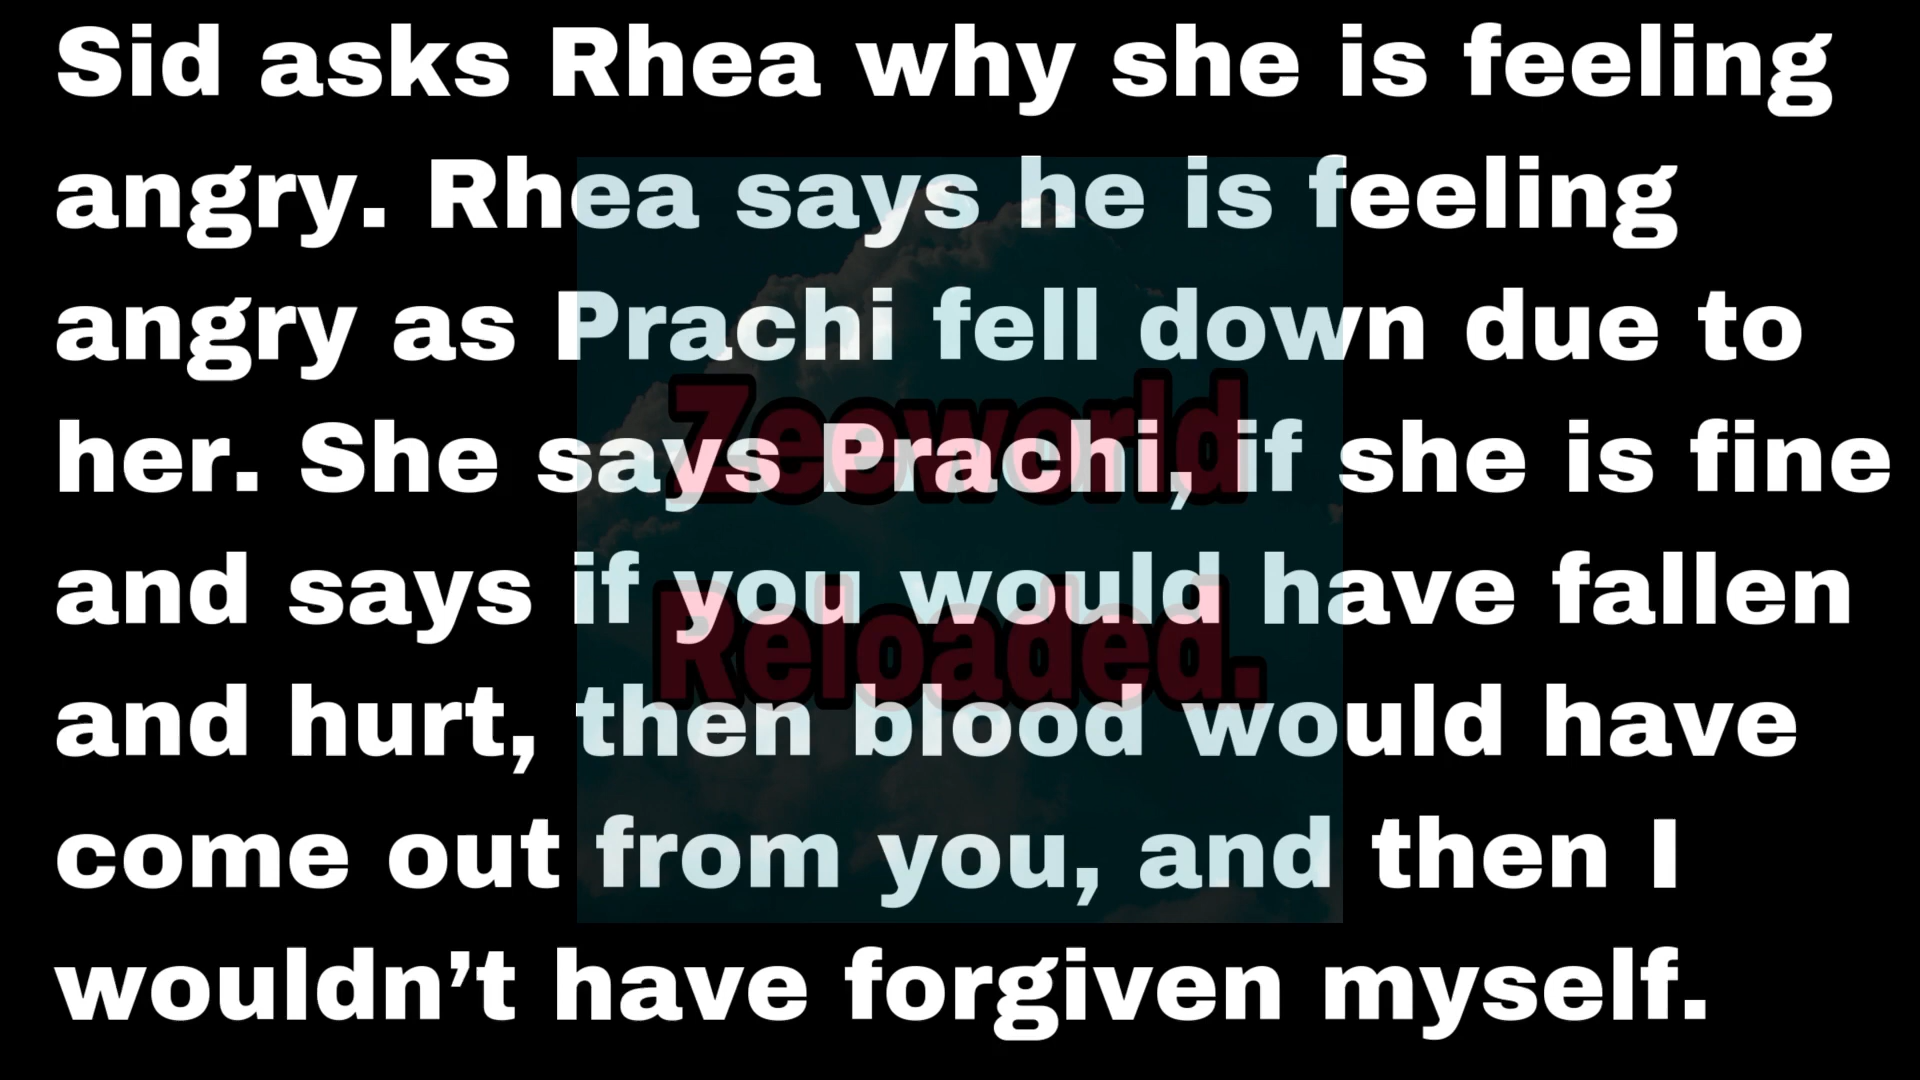 Sid asks Rhea why she is feeling
angry. Rhea says he is feeling
angry as Prachi fell down due to
her. She says Prachi, if she is fine
and says if you would have fallen
and hurt, then blood would have
come out from you, and then I
wouldn’t have forgiven myself.
Zeeworld
Reloaded.